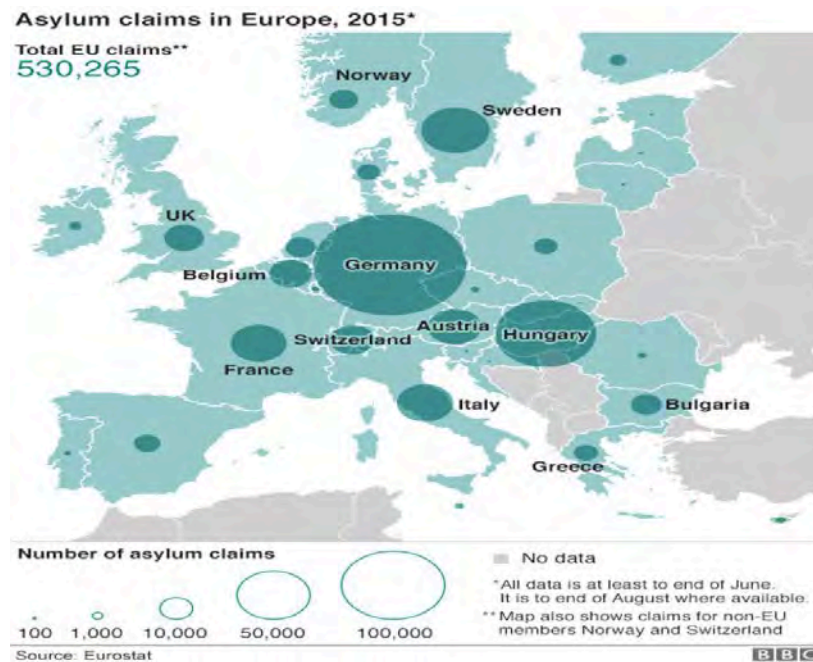 Asylum claims in Europe, 2015*
Total EU claims**
530,265
Norway
Sweden
UK
Belgium
Germany
Switzerland
Austria
Hungary
France
Italy
Bulgaria
Greece
Number of asylum claims
100
1,000
10,000
50,000
100,000
No data
*All data is at least to end of June.
It is to end of August where available.
**Map also shows claims for non-EU
members Norway and Switzerland
Source: Eurostat
BBC